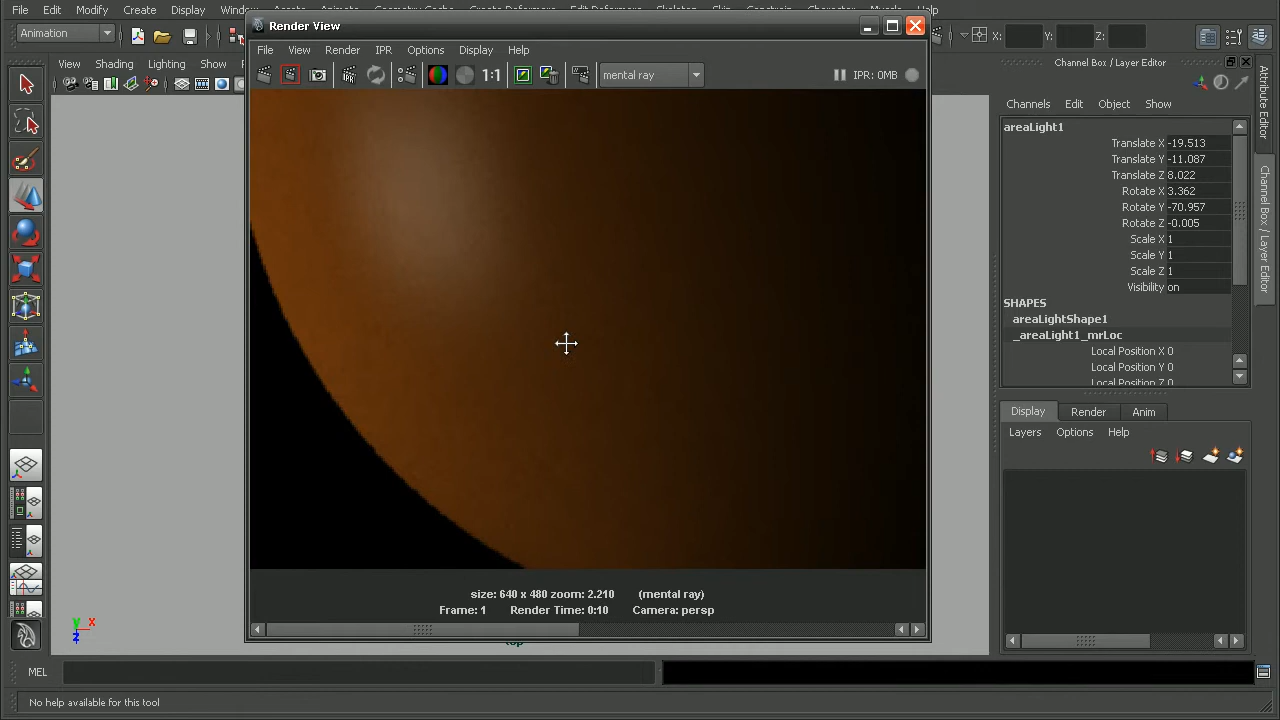 File Edit Modify Create Display
Render View
Animation
X: Y: Z:
View Shading Lighting Show
File View Render IPR Options Display Help
1:1 mental ray IPR: 0MB
Channel Box / Layer Editor
Channels Edit Object Show
areaLight1
Translate X -19.513
Translate Y -11.087
Translate Z 8.022
Rotate X 3.362
Rotate Y -70.957
Rotate Z -0.005
Scale X 1
Scale Y 1
Scale Z 1
Visibility on
SHAPES
areaLightShape1
_areaLight1_mrLoc
Local Position X 0
Local Position Y 0
Local Position Z 0
Attribute Editor
Channel Box / Layer Editor
Display Render Anim
Layers Options Help
size: 640 x 480 zoom: 2.210 (mental ray)
Frame: 1 Render Time: 0:10 Camera: persp
y x
z
top
MEL
No help available for this tool